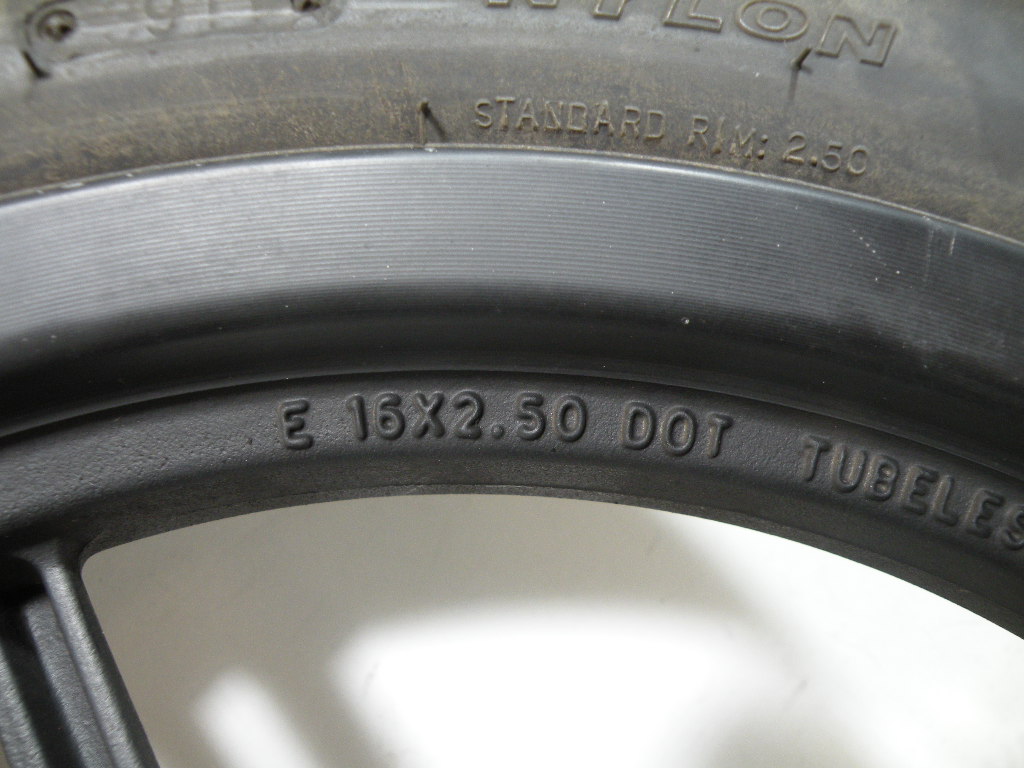 NYLON
STANDARD RIM: 2.50
E 16X2.50 DOT TUBELES